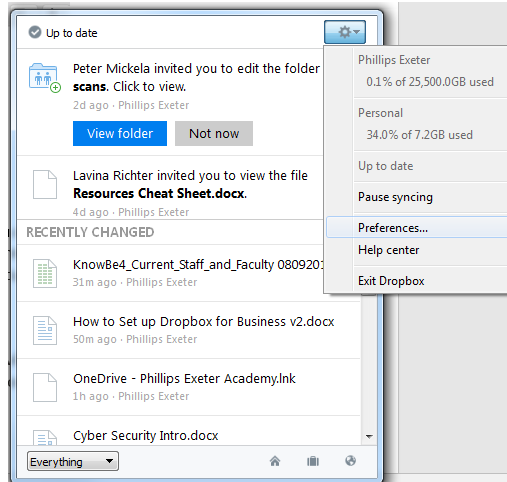 Up to date
Peter Mickela invited you to edit the folder
scans. Click to view.
2d ago · Phillips Exeter
View folder
Not now
Lavina Richter invited you to view the file
Resources Cheat Sheet.docx.
4d ago · Phillips Exeter
RECENTLY CHANGED
KnowBe4_Current_Staff_and_Faculty 080920
31m ago · Phillips Exeter
How to Set up Dropbox for Business v2.docx
50m ago · Phillips Exeter
OneDrive - Phillips Exeter Academy.lnk
1h ago · Phillips Exeter
Cyber Security Intro.docx
Everything
Phillips Exeter
0.1% of 25,500.0GB used
Personal
34.0% of 7.2GB used
Up to date
Pause syncing
Preferences...
Help center
Exit Dropbox